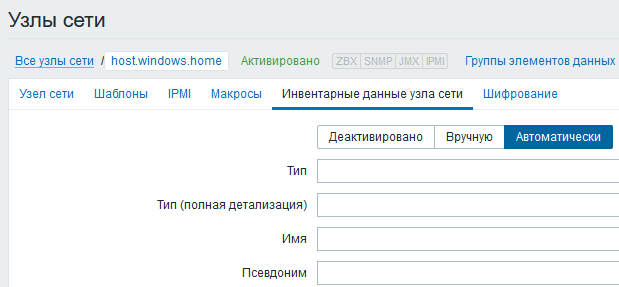 Узлы сети
Все узлы сети / host.windows.home Активировано ZBX SNMP JMX IPMI Группы элементов данных
Узел сети Шаблоны IPMI Макросы Инвентарные данные узла сети Шифрование
Деактивировано Вручную Автоматически
Тип
Тип (полная детализация)
Имя
Псевдоним